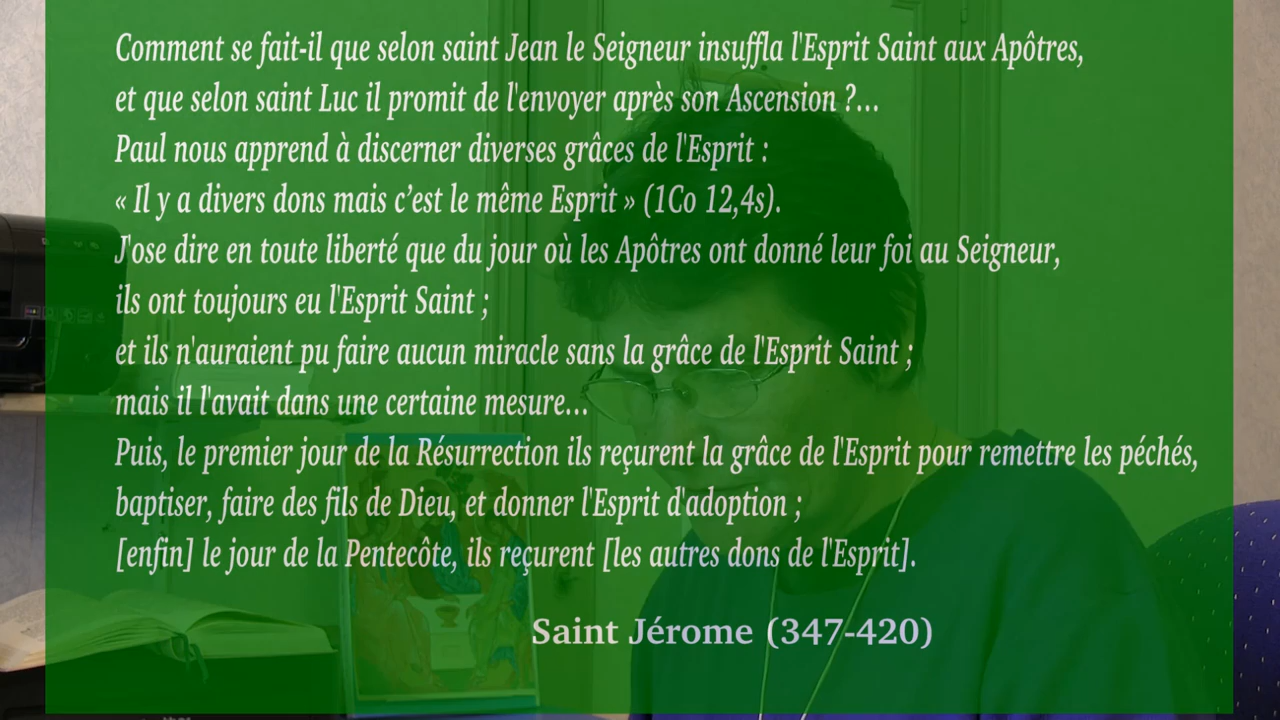 Comment se fait-il que selon saint Jean le Seigneur insuffla l'Esprit Saint aux Apôtres,
et que selon saint Luc il promit de l'envoyer après son Ascension ?...
Paul nous apprend à discerner diverses grâces de l'Esprit :
« Il y a divers dons mais c’est le même Esprit » (1Co 12,4s).
J'ose dire en toute liberté que du jour où les Apôtres ont donné leur foi au Seigneur,
ils ont toujours eu l'Esprit Saint ;
et ils n'auraient pu faire aucun miracle sans la grâce de l'Esprit Saint ;
mais il l'avait dans une certaine mesure...
Puis, le premier jour de la Résurrection ils reçurent la grâce de l'Esprit pour remettre les péchés,
baptiser, faire des fils de Dieu, et donner l'Esprit d'adoption ;
[enfin] le jour de la Pentecôte, ils reçurent [les autres dons de l'Esprit].
Saint Jérome (347-420)